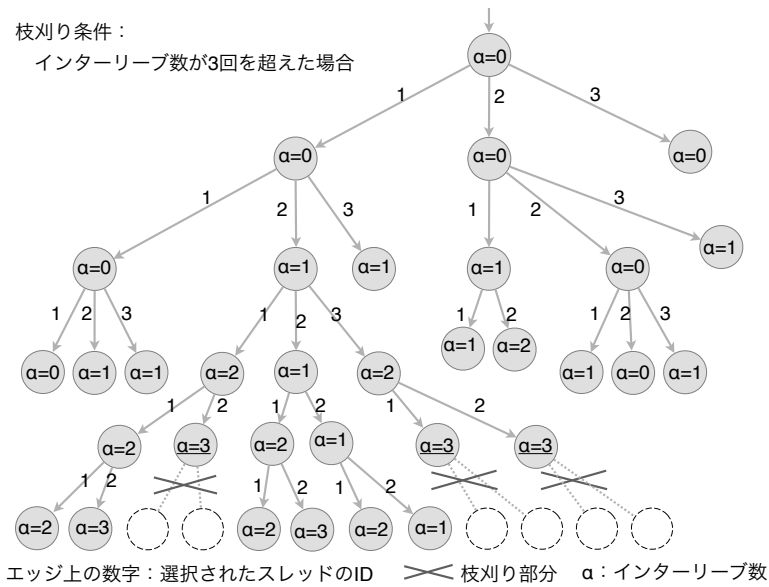 枝刈り条件：
α=0
インターリーブ数が3回を超えた場合
1 2 3
α=0 α=0 α=0
1 2 3 1 2 3
α=0 α=1 α=1 α=1 α=0 α=1
1 2 3 1 2 3 1 2 1 2 3
α=0 α=1 α=1 α=2 α=1 α=2 α=1 α=2 α=1 α=0 α=1
1 2 1 2 1 2
α=2 α=3 α=2 α=1 α=3 α=3
1 2 1 2 1 2
α=2 α=3 α=2 α=3 α=2 α=1
エッジ上の数字：選択されたスレッドのID 枝刈り部分 α：インターリーブ数